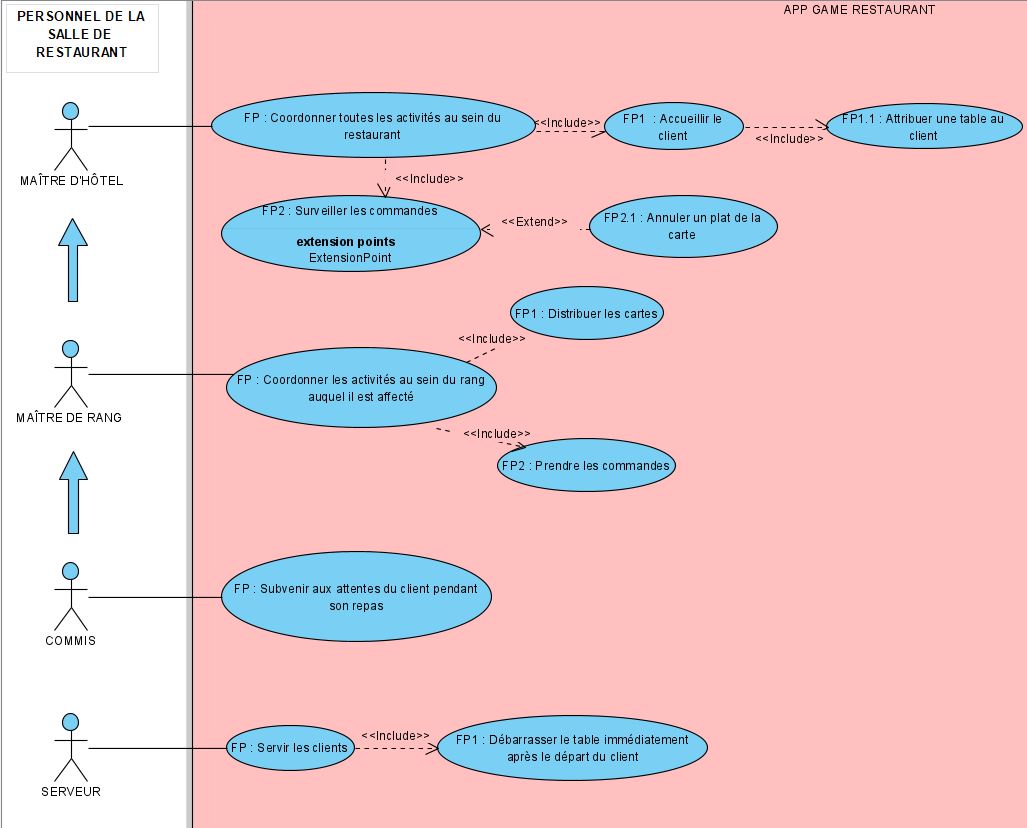 PERSONNEL DE LA
SALLE DE
RESTAURANT
APP GAME RESTAURANT
MAÎTRE D'HÔTEL
FP : Coordonner toutes les activités au sein du
restaurant
<<Include>>
FP1 : Accueillir le
client
<<Include>>
FP1.1 : Attribuer une table au
client
<<Include>>
FP2 : Surveiller les commandes
extension points
ExtensionPoint
<<Extend>>
FP2.1 : Annuler un plat de la
carte
MAÎTRE DE RANG
FP : Coordonner les activités au sein du rang
auquel il est affecté
<<Include>>
FP1 : Distribuer les cartes
<<Include>>
FP2 : Prendre les commandes
COMMIS
FP : Subvenir aux attentes du client pendant
son repas
SERVEUR
FP : Servir les clients
<<Include>>
FP1 : Débarrasser le table immédiatement
après le départ du client